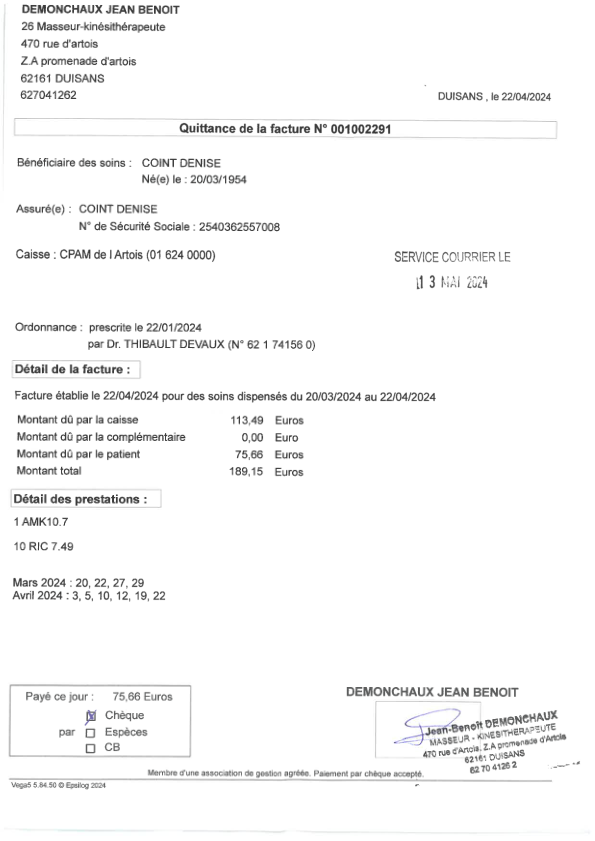 DEMONCHAUX JEAN BENOIT
26 Masseur-kinésithérapeute
470 rue d'artois
Z.A promenade d'artois
62161 DUISANS
627041262
DUISANS , le 22/04/2024
Quittance de la facture N° 001002291
Bénéficiaire des soins : COINT DENISE
Né(e) le : 20/03/1954
Assuré(e) : COINT DENISE
N° de Sécurité Sociale : 2540362557008
Caisse : CPAM de l Artois (01 624 0000)
SERVICE COURRIER LE
13 MAI 2024
Ordonnance : prescrite le 22/01/2024
par Dr. THIBAULT DEVAUX (N° 62 1 74156 0)
Détail de la facture :
Facture établie le 22/04/2024 pour des soins dispensés du 20/03/2024 au 22/04/2024
Montant dû par la caisse 113,49 Euros
Montant dû par la complémentaire 0,00 Euro
Montant dû par le patient 75,66 Euros
Montant total 189,15 Euros
Détail des prestations :
1 AMK10.7
10 RIC 7.49
Mars 2024 : 20, 22, 27, 29
Avril 2024 : 3, 5, 10, 12, 19, 22
Payé ce jour : 75,66 Euros
Chèque
par Espèces
CB
DEMONCHAUX JEAN BENOIT
Jean-Benoît DEMONCHAUX
MASSEUR - KINESITHERAPEUTE
470 rue d'Artois. Z.A promenade d'Artois
62161 DUISANS
62 70 4126 2
Membre d'une association de gestion agréée. Paiement par chèque accepté.
Vega5 5.84.50 © Epsilog 2024